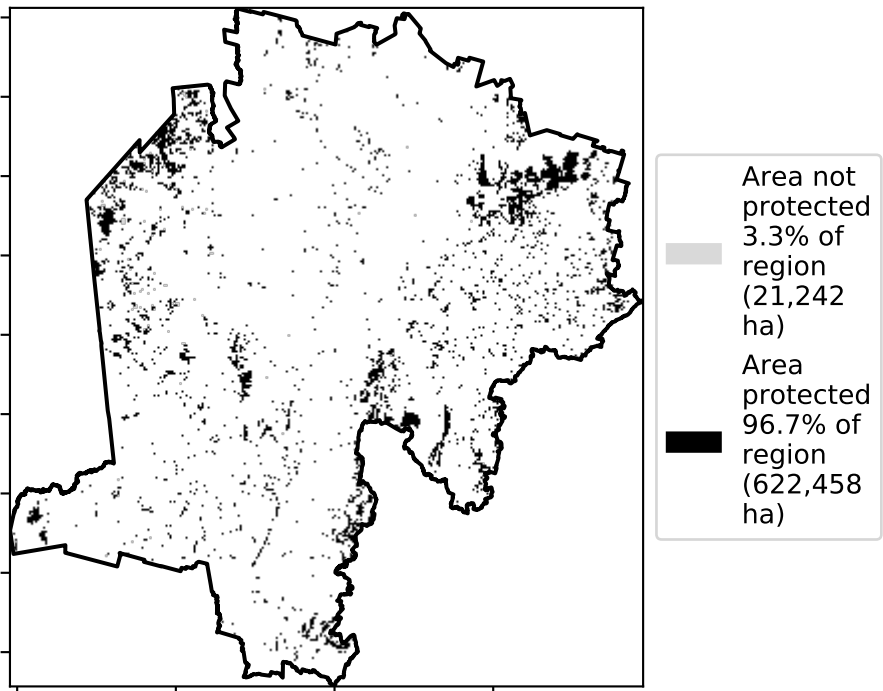 Area not
protected
3.3% of
region
(21,242
ha)
Area
protected
96.7% of
region
(622,458
ha)